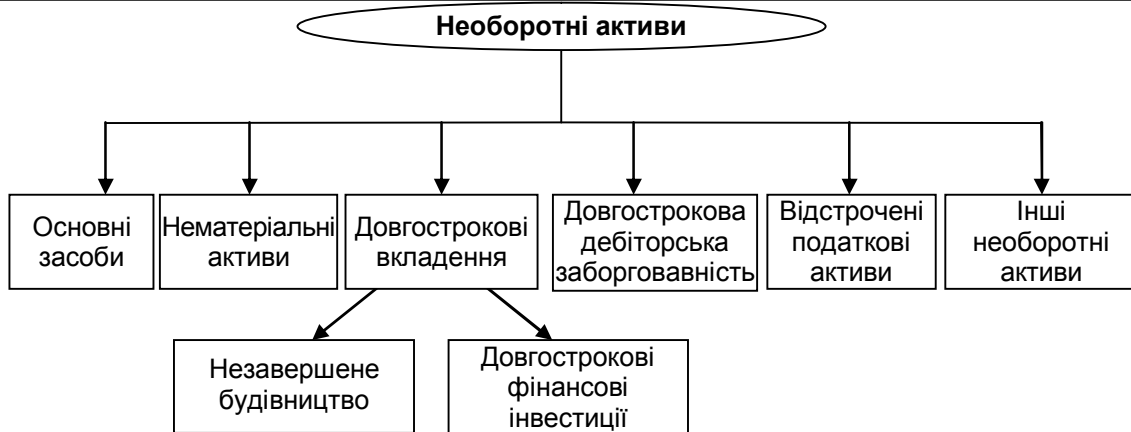 Необоротні активи
Основні
засоби
Нематеріальні
активи
Довгострокові
вкладення
Довгострокова
дебіторська
заборговавність
Відстрочені
податкові
активи
Інші
необоротні
активи
Незавершене
будівництво
Довгострокові
фінансові
інвестиції